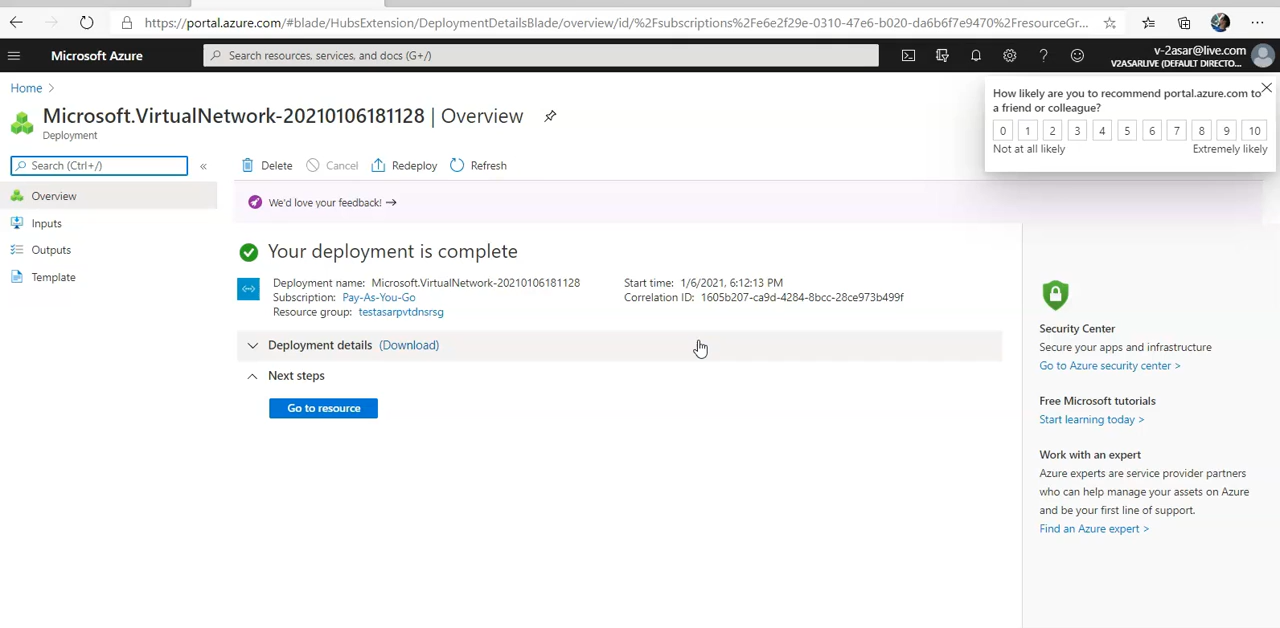 https://portal.azure.com/#blade/HubsExtension/DeploymentDetailsBlade/overview/id/%2Fsubscriptions%2Fe6e2f29e-0310-47e6-b020-da6b6f7e9470%2FresourceGr...
Microsoft Azure
Search resources, services, and docs (G+/)
v-2asar@live.com
V2ASARLIVE (DEFAULT DIRECTO...
Home >
How likely are you to recommend portal.azure.com to a friend or colleague?
0 1 2 3 4 5 6 7 8 9 10
Not at all likely Extremely likely
Microsoft.VirtualNetwork-20210106181128 | Overview
Deployment
Search (Ctrl+/)
«
Delete Cancel Redeploy Refresh
Overview
Inputs
Outputs
Template
We'd love your feedback! →
Your deployment is complete
Deployment name: Microsoft.VirtualNetwork-20210106181128
Subscription: Pay-As-You-Go
Resource group: testasarpvtdnsrsg
Start time: 1/6/2021, 6:12:13 PM
Correlation ID: 1605b207-ca9d-4284-8bcc-28ce973b499f
Deployment details (Download)
Next steps
Go to resource
Security Center
Secure your apps and infrastructure
Go to Azure security center >
Free Microsoft tutorials
Start learning today >
Work with an expert
Azure experts are service provider partners
who can help manage your assets on Azure
and be your first line of support.
Find an Azure expert >